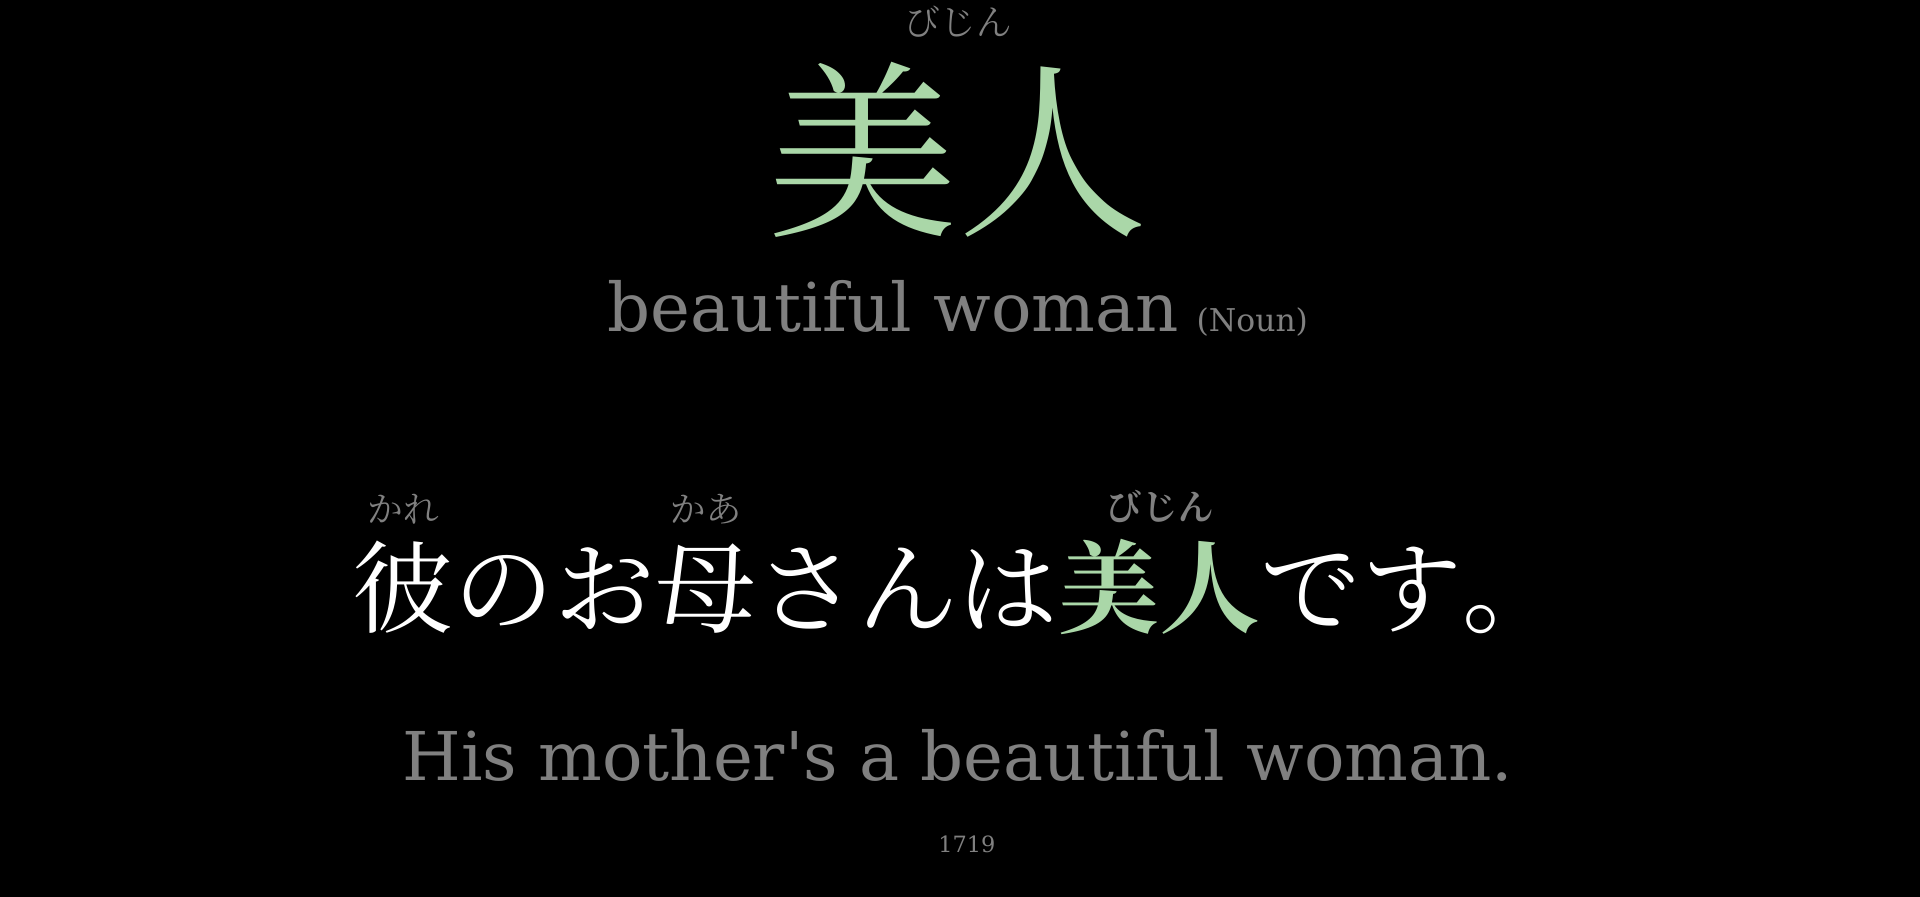 びじん
美人
beautiful woman (Noun)
かれ かあ びじん
彼のお母さんは美人です。
His mother's a beautiful woman.
1719